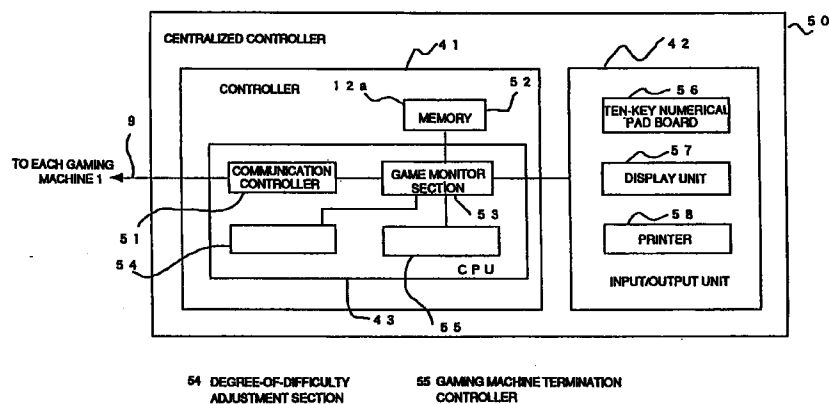 50
CENTRALIZED CONTROLLER
41
42
CONTROLLER
12a
52
56
MEMORY
TEN-KEY NUMERICAL
PAD BOARD
9
TO EACH GAMING
MACHINE 1
COMMUNICATION
CONTROLLER
GAME MONITOR
SECTION
57
DISPLAY UNIT
51
53
58
54
PRINTER
CPU
INPUT/OUTPUT UNIT
43
55
54 DEGREE-OF-DIFFICULTY
ADJUSTMENT SECTION
55 GAMING MACHINE TERMINATION
CONTROLLER